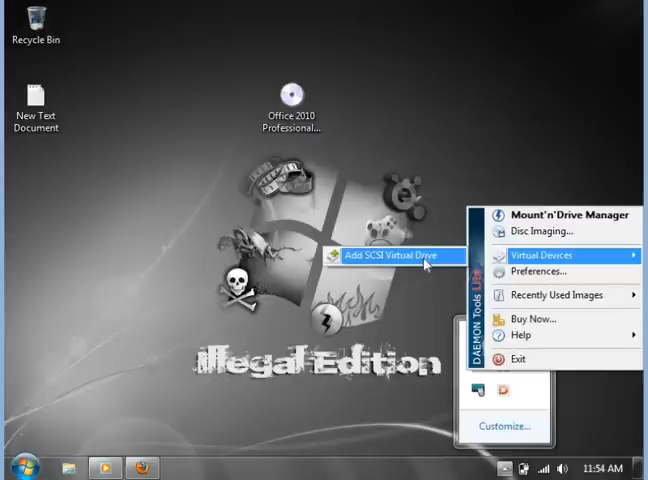 Recycle Bin
New Text
Document
Office 2010
Professional...
Illegal Edition
Add SCSI Virtual Drive
DAEMON Tools Lite
Mount'n'Drive Manager
Disc Imaging...
Virtual Devices
Preferences...
Recently Used Images
Buy Now...
Help
Exit
Customize...
11:54 AM